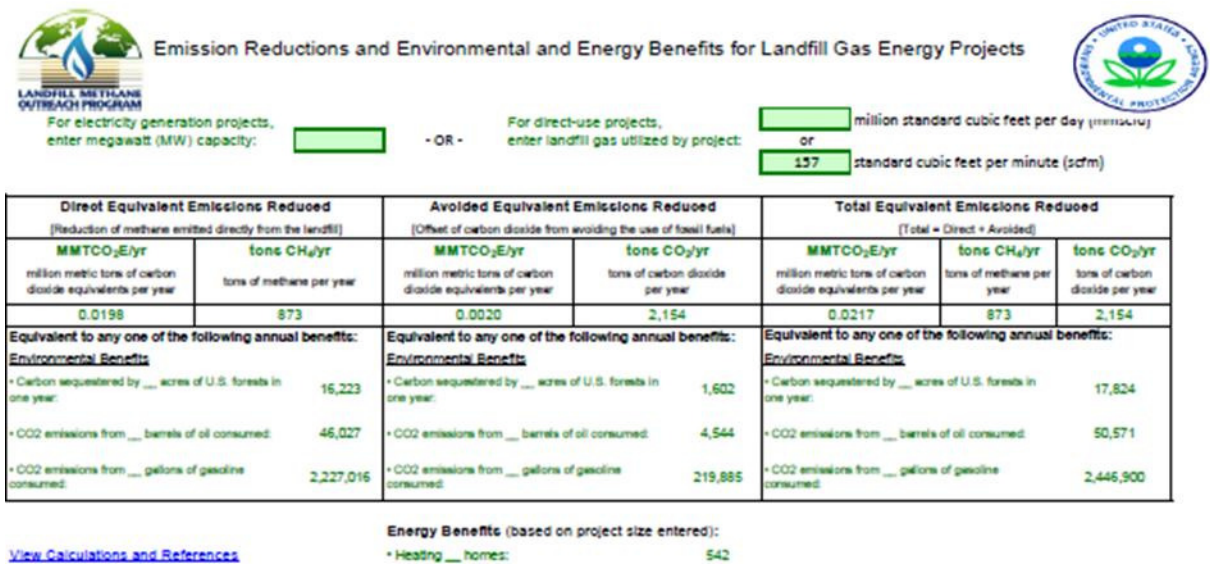 Emission Reductions and Environmental and Energy Benefits for Landfill Gas Energy Projects
LANDFILL METHANE
OUTREACH PROGRAM
UNITED STATES
For electricity generation projects,
enter megawatt (MW) capacity:
- OR -
For direct-use projects,
enter landfill gas utilized by project:
million standard cubic feet per day (mmscfd)
or
157 standard cubic feet per minute (scfm)
Direct Equivalent Emissions Reduced
[Reduction of methane emitted directly from the landfill]
Avoided Equivalent Emissions Reduced
[Offset of carbon dioxide from avoiding the use of fossil fuels]
Total Equivalent Emissions Reduced
[Total = Direct + Avoided]
MMTCO₂E/yr tons CH₄/yr MMTCO₂E/yr tons CO₂/yr MMTCO₂E/yr tons CH₄/yr tons CO₂/yr
million metric tons of carbon
dioxide equivalents per year
tons of methane per year
million metric tons of carbon
dioxide equivalents per year
tons of carbon dioxide
per year
million metric tons of carbon
dioxide equivalents per year
tons of methane per
year
tons of carbon
dioxide per year
0.0198 873 0.0020 2,154 0.0217 873 2,154
Equivalent to any one of the following annual benefits:
Environmental Benefits
• Carbon sequestered by __ acres of U.S. forests in
one year: 16,223
• CO2 emissions from __ barrels of oil consumed: 46,027
• CO2 emissions from __ gallons of gasoline
consumed: 2,227,016
Equivalent to any one of the following annual benefits:
Environmental Benefits
• Carbon sequestered by __ acres of U.S. forests in
one year: 1,602
• CO2 emissions from __ barrels of oil consumed: 4,544
• CO2 emissions from __ gallons of gasoline
consumed: 219,885
Equivalent to any one of the following annual benefits:
Environmental Benefits
• Carbon sequestered by __ acres of U.S. forests in
one year: 17,824
• CO2 emissions from __ barrels of oil consumed: 50,571
• CO2 emissions from __ gallons of gasoline
consumed: 2,446,900
Energy Benefits (based on project size entered):
View Calculations and References
• Heating __ homes: 542